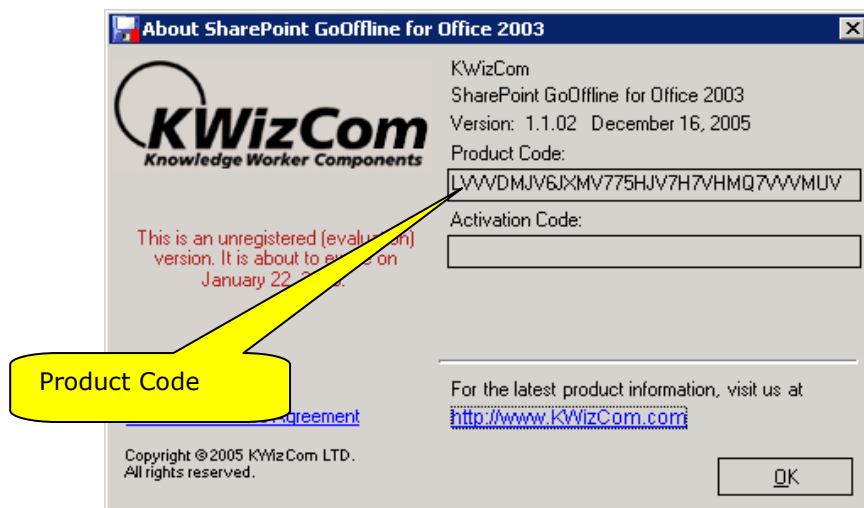 About SharePoint GoOffline for Office 2003
KWizCom
Knowledge Worker Components
KWizCom
SharePoint GoOffline for Office 2003
Version: 1.1.02 December 16, 2005
Product Code:
LVVVDMJV6JXMV775HJV7H7VHMQ7VVVMUV
Activation Code:
This is an unregistered (evaluation)
version. It is about to on
January 22,
Product Code
Agreement
For the latest product information, visit us at
http://www.KWizCom.com
Copyright ©2005 KWizCom LTD.
All rights reserved.
OK